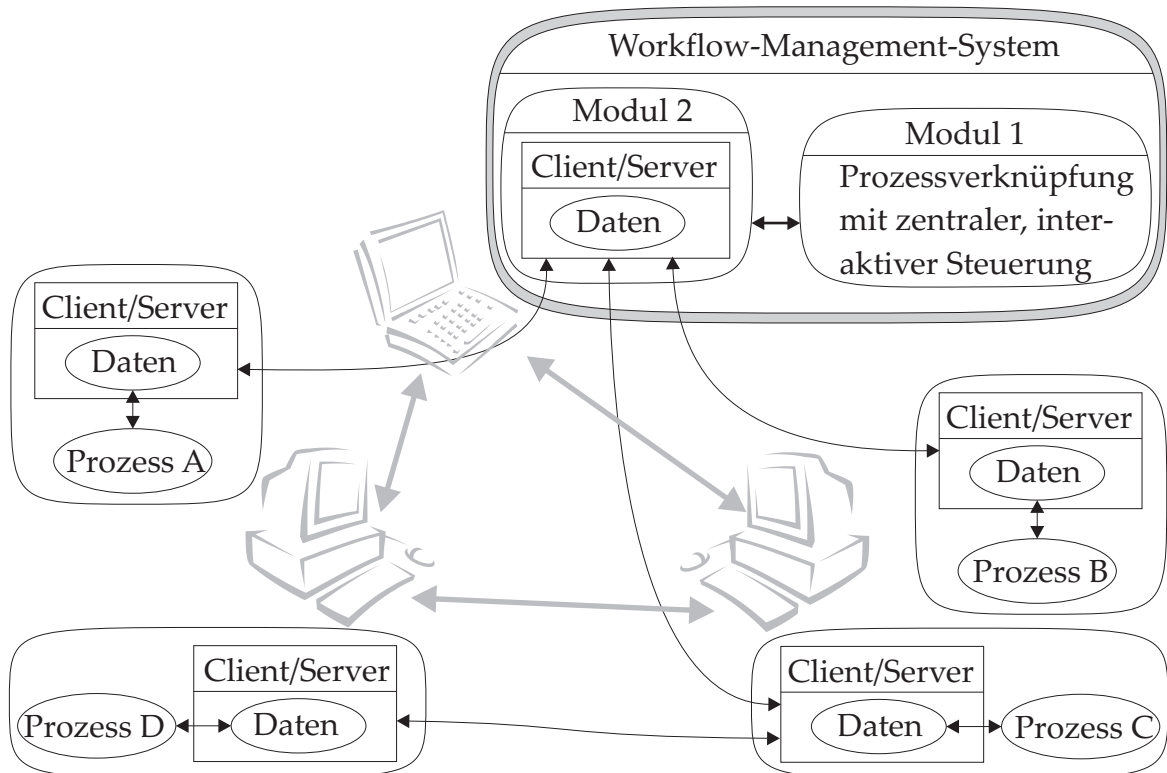 Workflow-Management-System
Modul 2
Client/Server
Daten
Modul 1
Prozessverknüpfung
mit zentraler, inter-
aktiver Steuerung
Client/Server
Daten
Prozess A
Client/Server
Daten
Prozess B
Client/Server
Prozess D
Daten
Client/Server
Daten
Prozess C